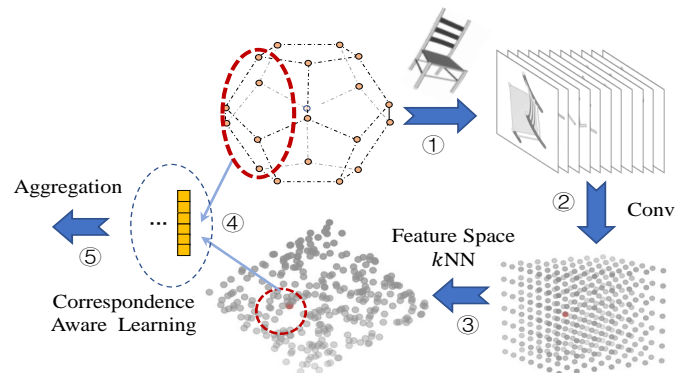 ①
②
Conv
Aggregation
...
④
⑤
Feature Space
kNN
③
Correspondence
Aware Learning